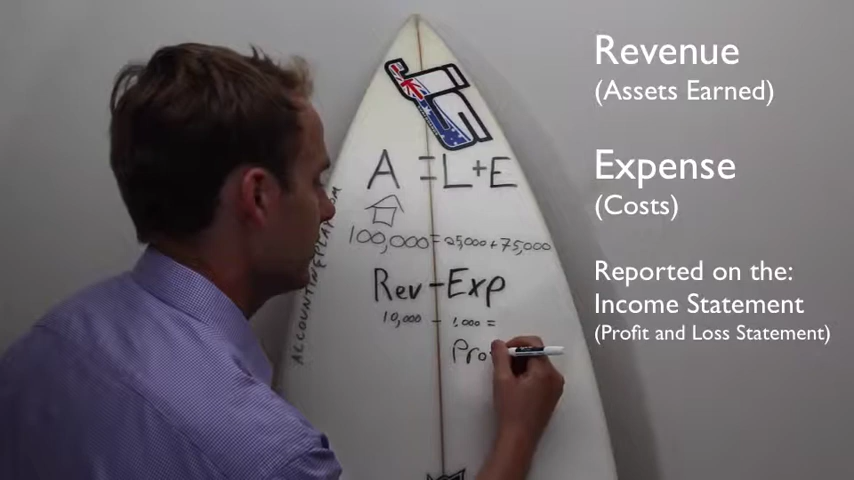 A = L + E
100,000 = 25,000 + 75,000
Rev - Exp
10,000 - 1,000 =
Pro
ACCOUNTINGPLAY.COM
Revenue
(Assets Earned)
Expense
(Costs)
Reported on the:
Income Statement
(Profit and Loss Statement)